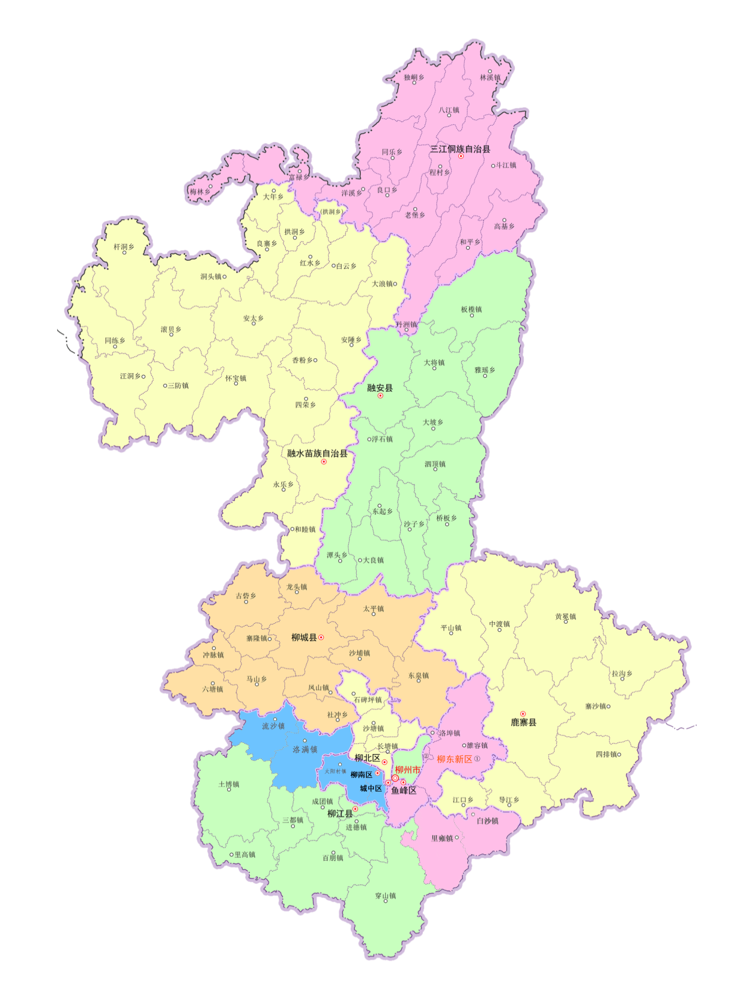 独峒乡
林溪镇
八江镇
三江侗族自治县
同乐乡
斗江镇
程村乡
富禄乡
梅林乡
洋溪乡
良口乡
大年乡
(拱洞乡)
老堡乡
高基乡
拱洞乡
和平乡
良寨乡
杆洞乡
红水乡
白云乡
洞头镇
大浪镇
板榄镇
安太乡
丹洲镇
滚贝乡
同练乡
安陲乡
香粉乡
大将镇
雅瑶乡
汪洞乡
怀宝镇
三防镇
融安县
四荣乡
大坡乡
浮石镇
融水苗族自治县
泗顶镇
永乐乡
东起乡
桥板乡
沙子乡
和睦镇
潭头乡
大良镇
龙头镇
古砦乡
太平镇
黄冕镇
中渡镇
平山镇
寨隆镇
柳城县
冲脉镇
沙埔镇
拉沟乡
东泉镇
马山乡
六塘镇
凤山镇
石碑坪镇
寨沙镇
社冲乡
鹿寨县
流沙镇
沙塘镇
洛埠镇
雒容镇
长塘镇
洛满镇
四排镇
柳北区
②
柳东新区①
大阳村镇
柳南区
柳州市
土博镇
城中区
鱼峰区
成团镇
江口乡
导江乡
柳江县
三都镇
进德镇
白沙镇
里雍镇
里高镇
百朋镇
穿山镇